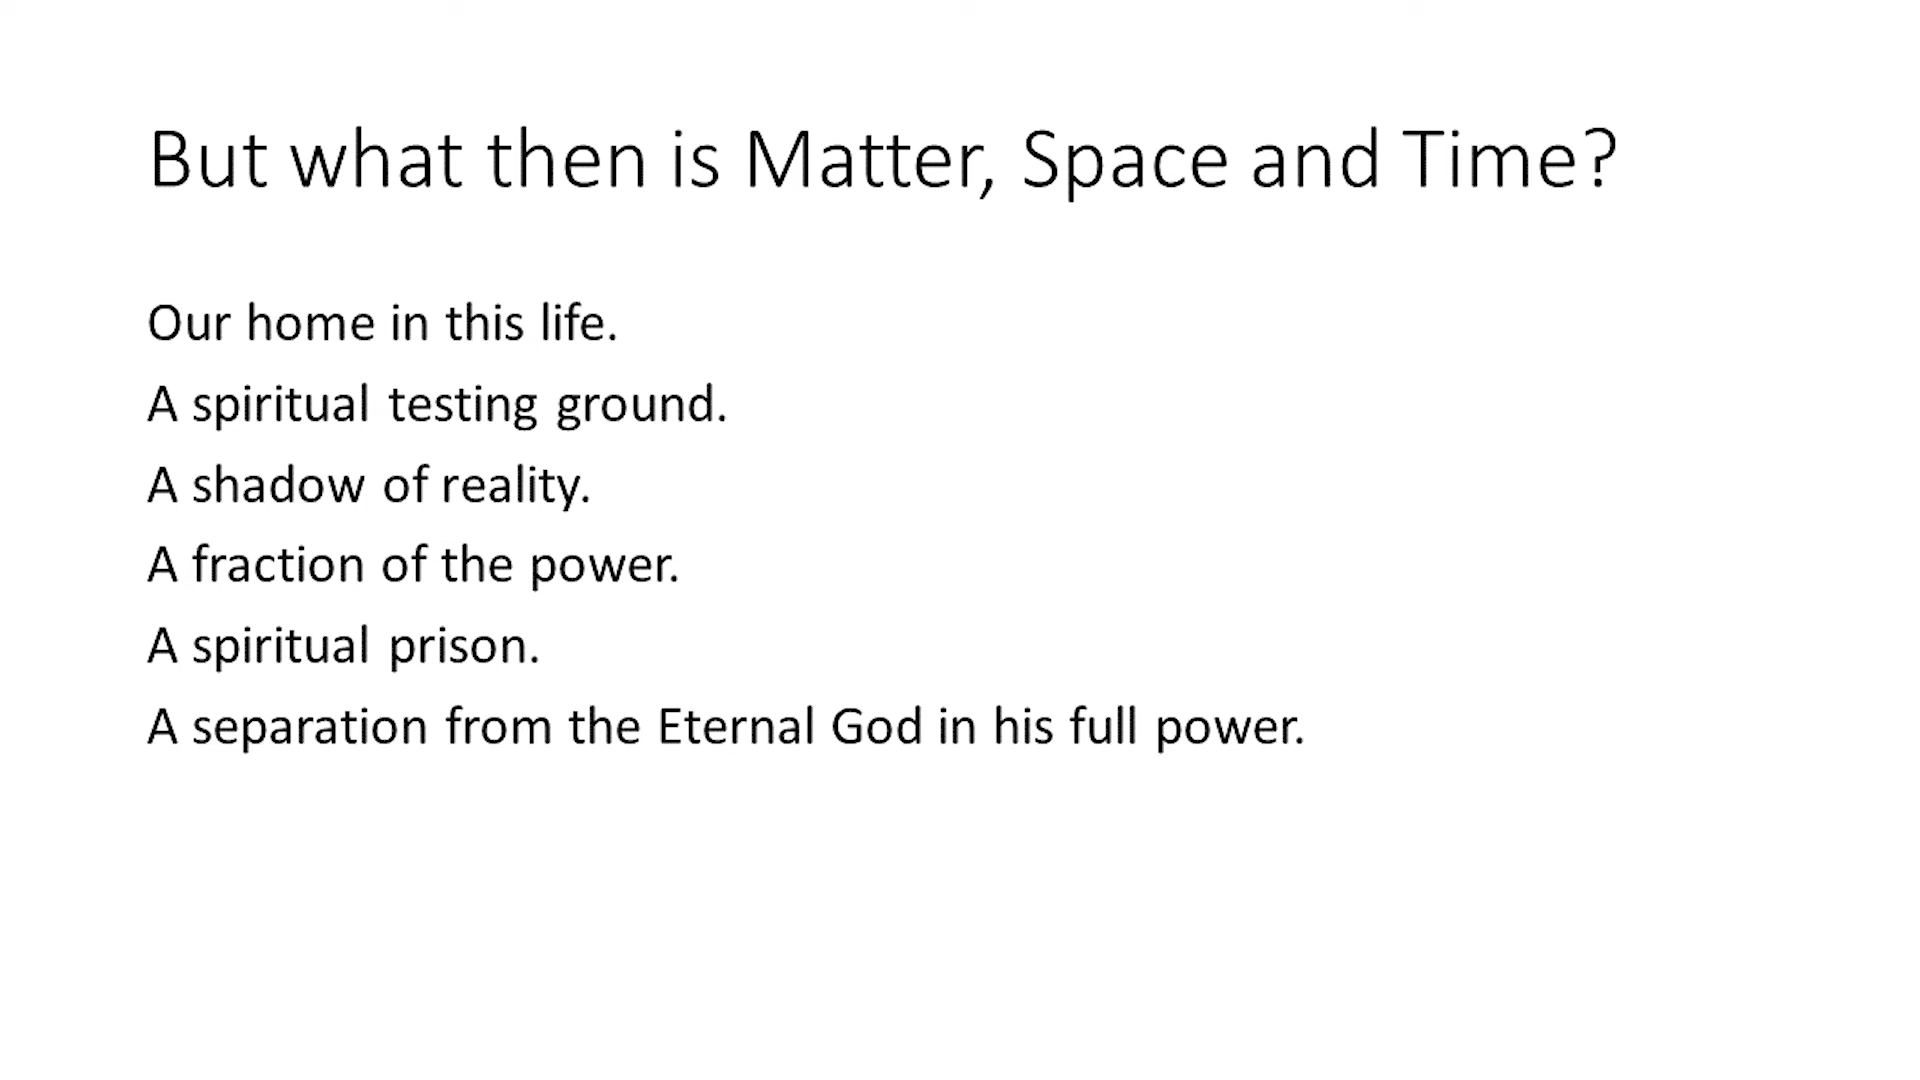 But what then is Matter, Space and Time?
Our home in this life.
A spiritual testing ground.
A shadow of reality.
A fraction of the power.
A spiritual prison.
A separation from the Eternal God in his full power.